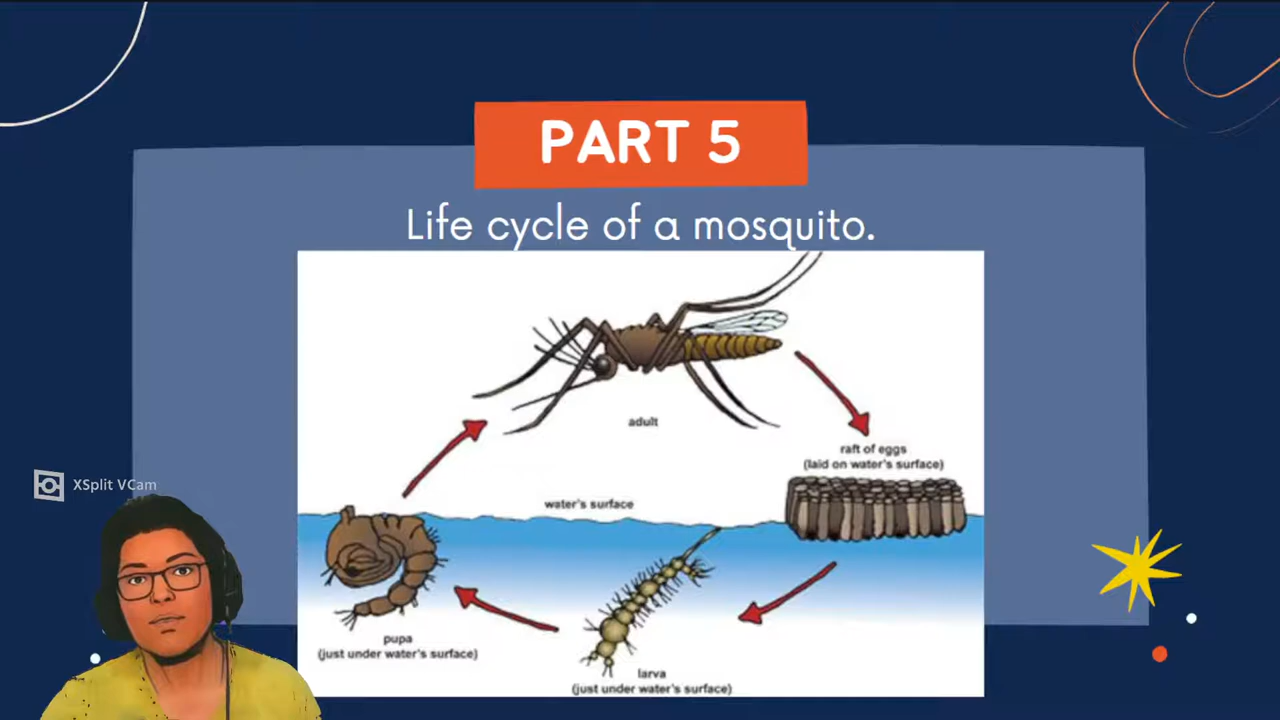 PART 5
Life cycle of a mosquito.
adult
raft of eggs
(laid on water's surface)
water's surface
XSplit VCam
pupa
(just under water's surface)
larva
(just under water's surface)